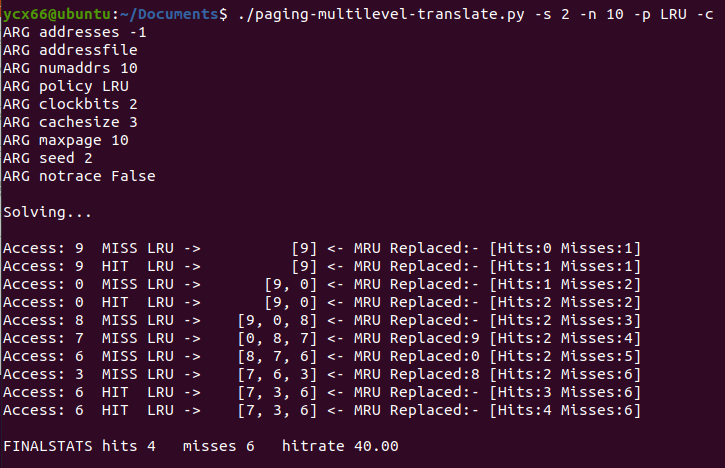 ycx66@ubuntu:~/Documents$ ./paging-multilevel-translate.py -s 2 -n 10 -p LRU -c
ARG addresses -1
ARG addressfile
ARG numaddrs 10
ARG policy LRU
ARG clockbits 2
ARG cachesize 3
ARG maxpage 10
ARG seed 2
ARG notrace False

Solving...

Access: 9  MISS LRU ->          [9] <- MRU Replaced:- [Hits:0 Misses:1]
Access: 9  HIT  LRU ->          [9] <- MRU Replaced:- [Hits:1 Misses:1]
Access: 0  MISS LRU ->       [9, 0] <- MRU Replaced:- [Hits:1 Misses:2]
Access: 0  HIT  LRU ->       [9, 0] <- MRU Replaced:- [Hits:2 Misses:2]
Access: 8  MISS LRU ->    [9, 0, 8] <- MRU Replaced:- [Hits:2 Misses:3]
Access: 7  MISS LRU ->    [0, 8, 7] <- MRU Replaced:9 [Hits:2 Misses:4]
Access: 6  MISS LRU ->    [8, 7, 6] <- MRU Replaced:0 [Hits:2 Misses:5]
Access: 3  MISS LRU ->    [7, 6, 3] <- MRU Replaced:8 [Hits:2 Misses:6]
Access: 6  HIT  LRU ->    [7, 3, 6] <- MRU Replaced:- [Hits:3 Misses:6]
Access: 6  HIT  LRU ->    [7, 3, 6] <- MRU Replaced:- [Hits:4 Misses:6]

FINALSTATS hits 4   misses 6   hitrate 40.00